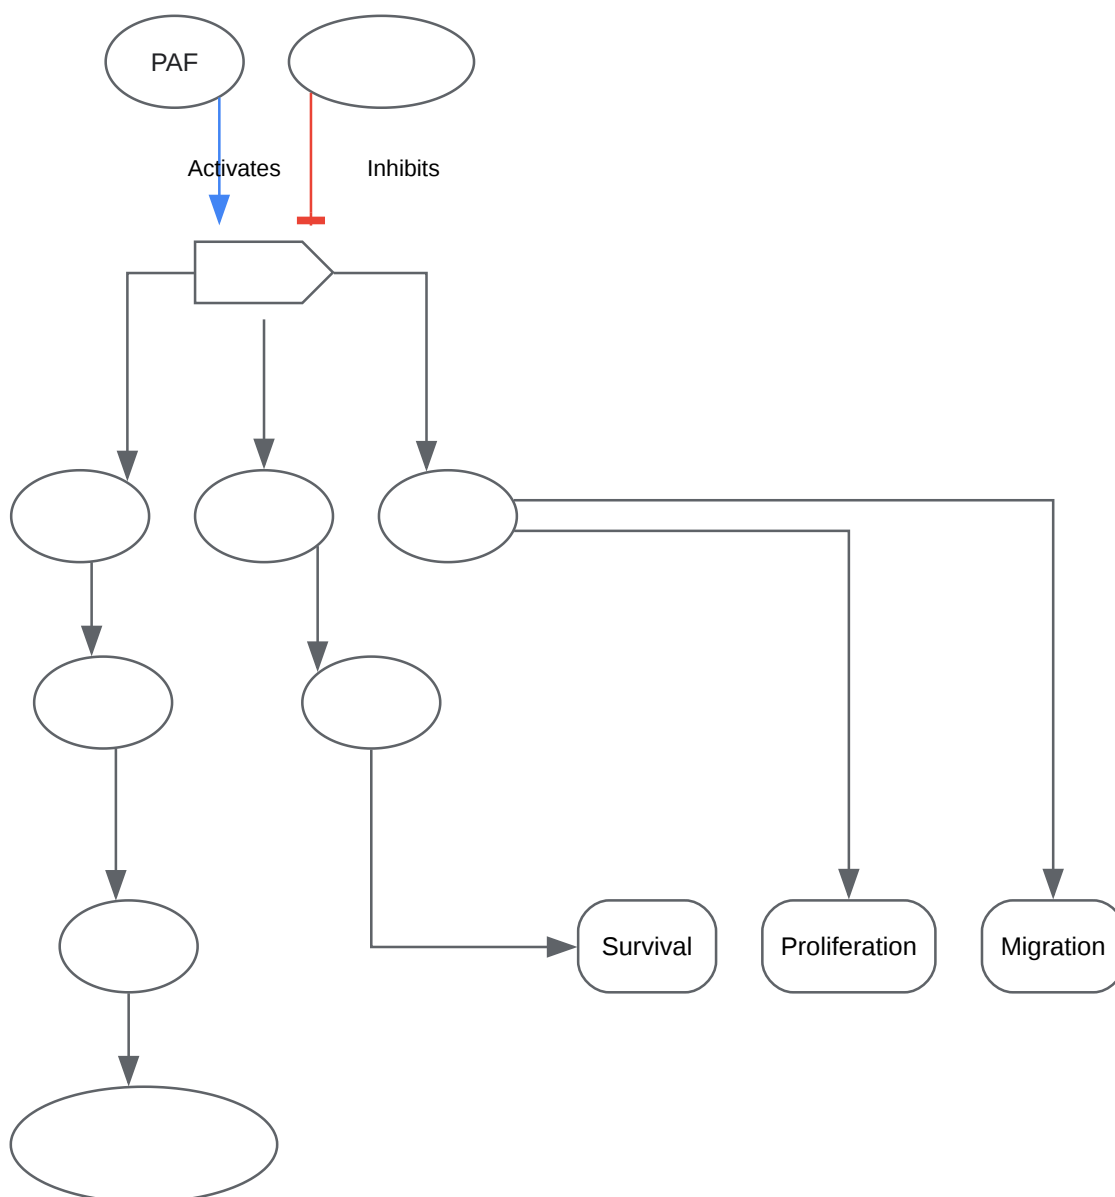 PAF
Activates
Inhibits
Survival
Proliferation
Migration